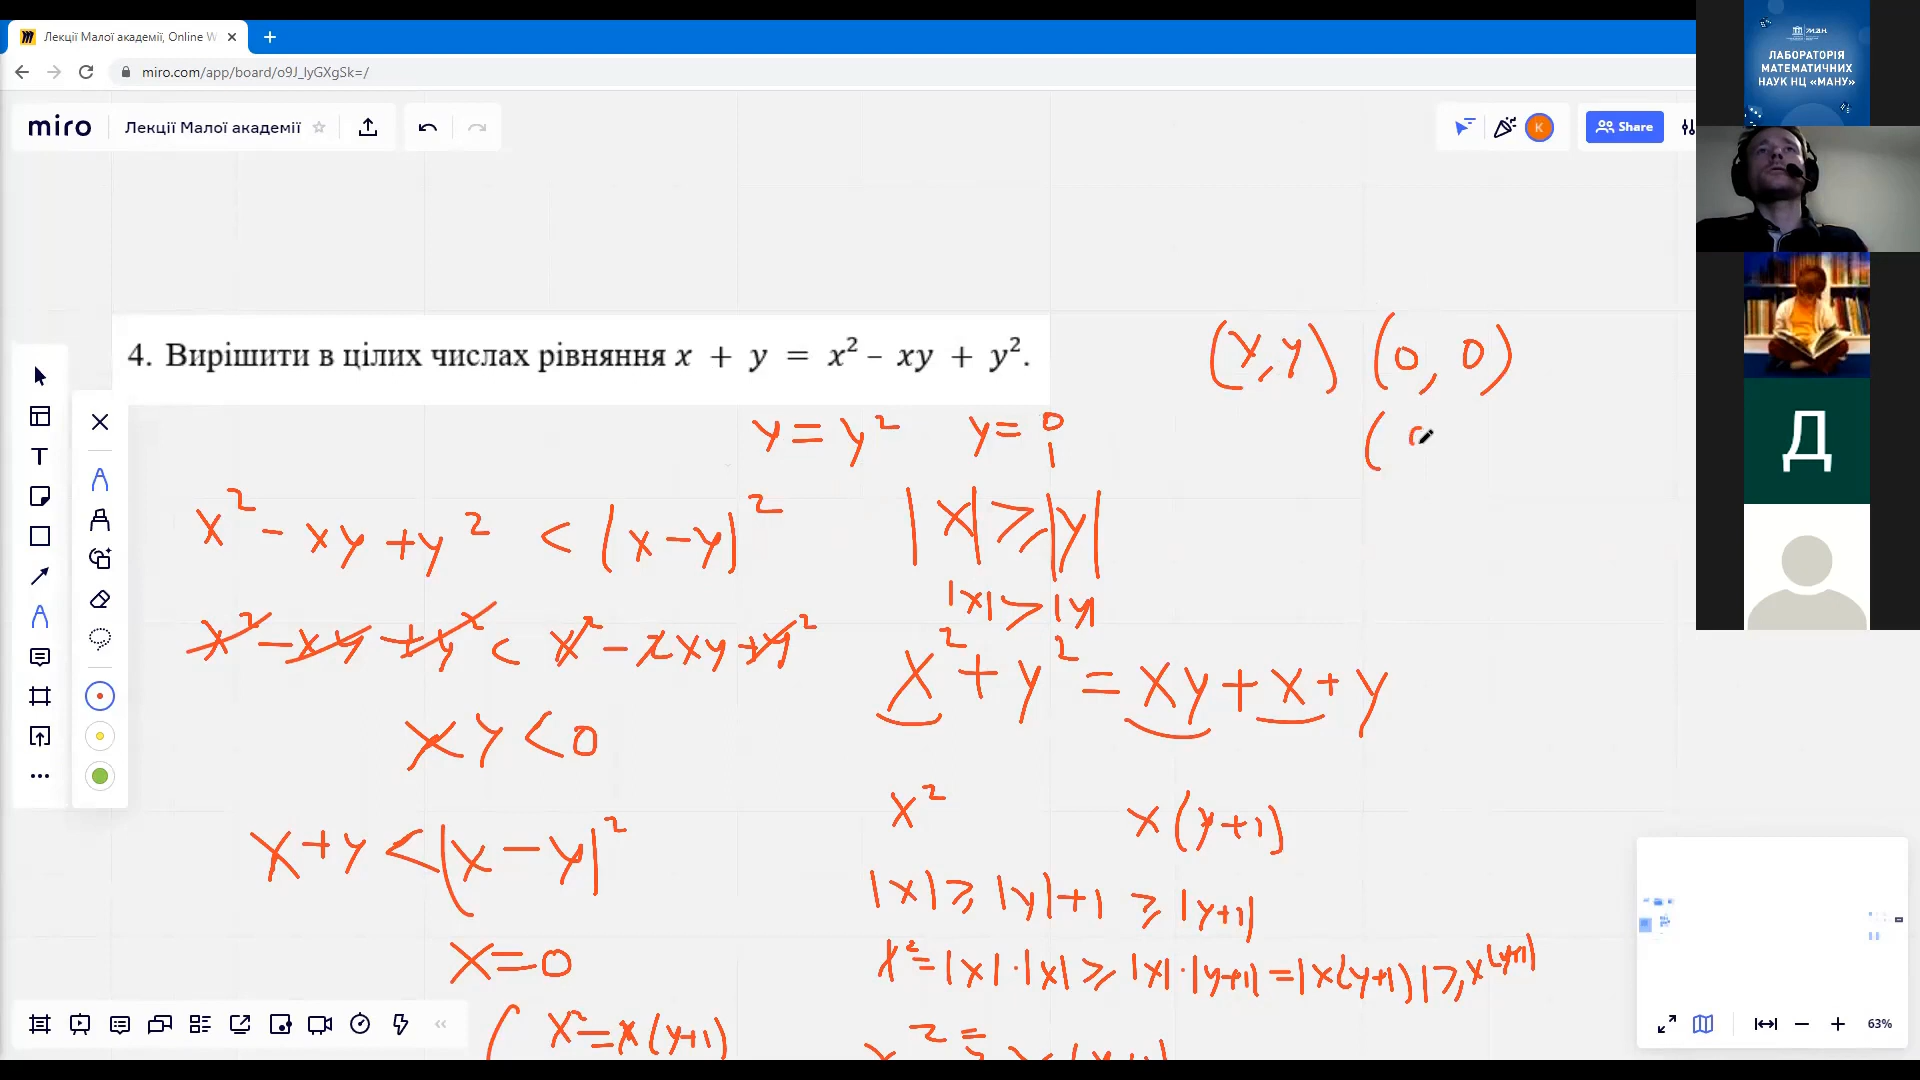 Лекції Малої академії, Online W
miro.com/app/board/o9J_lyGXgSk=/
miro
Лекції Малої академії
K
Share
МАН
ЛАБОРАТОРІЯ
МАТЕМАТИЧНИХ
НАУК НЦ «МАНУ»
Д
4. Вирішити в цілих числах рівняння x + y = x² – xy + y².
(x, y) (0, 0)
(
y = y² y = 0
1
x² - xy + y² < (x - y)²
|x| ⩾ |y|
|x| > |y|
x² - xy + y² < x² - 2xy + y²
x² + y² = xy + x + y
xy < 0
x² x(y+1)
x + y < (x - y)²
|x| ⩾ |y| + 1 ⩾ |y+1|
x = 0
x² = |x|·|x| ⩾ |x|·|y+1| = |x(y+1)| ⩾ x(y+1)
x² = x(y+1)
63%